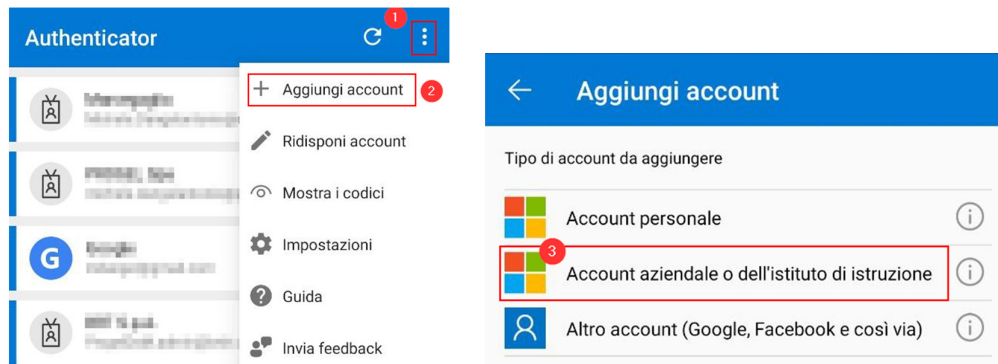 Authenticator
1
Aggiungi account
2
Ridisponi account
Mostra i codici
Impostazioni
G
Guida
Invia feedback
Aggiungi account
Tipo di account da aggiungere
Account personale
3
Account aziendale o dell'istituto di istruzione
Altro account (Google, Facebook e così via)